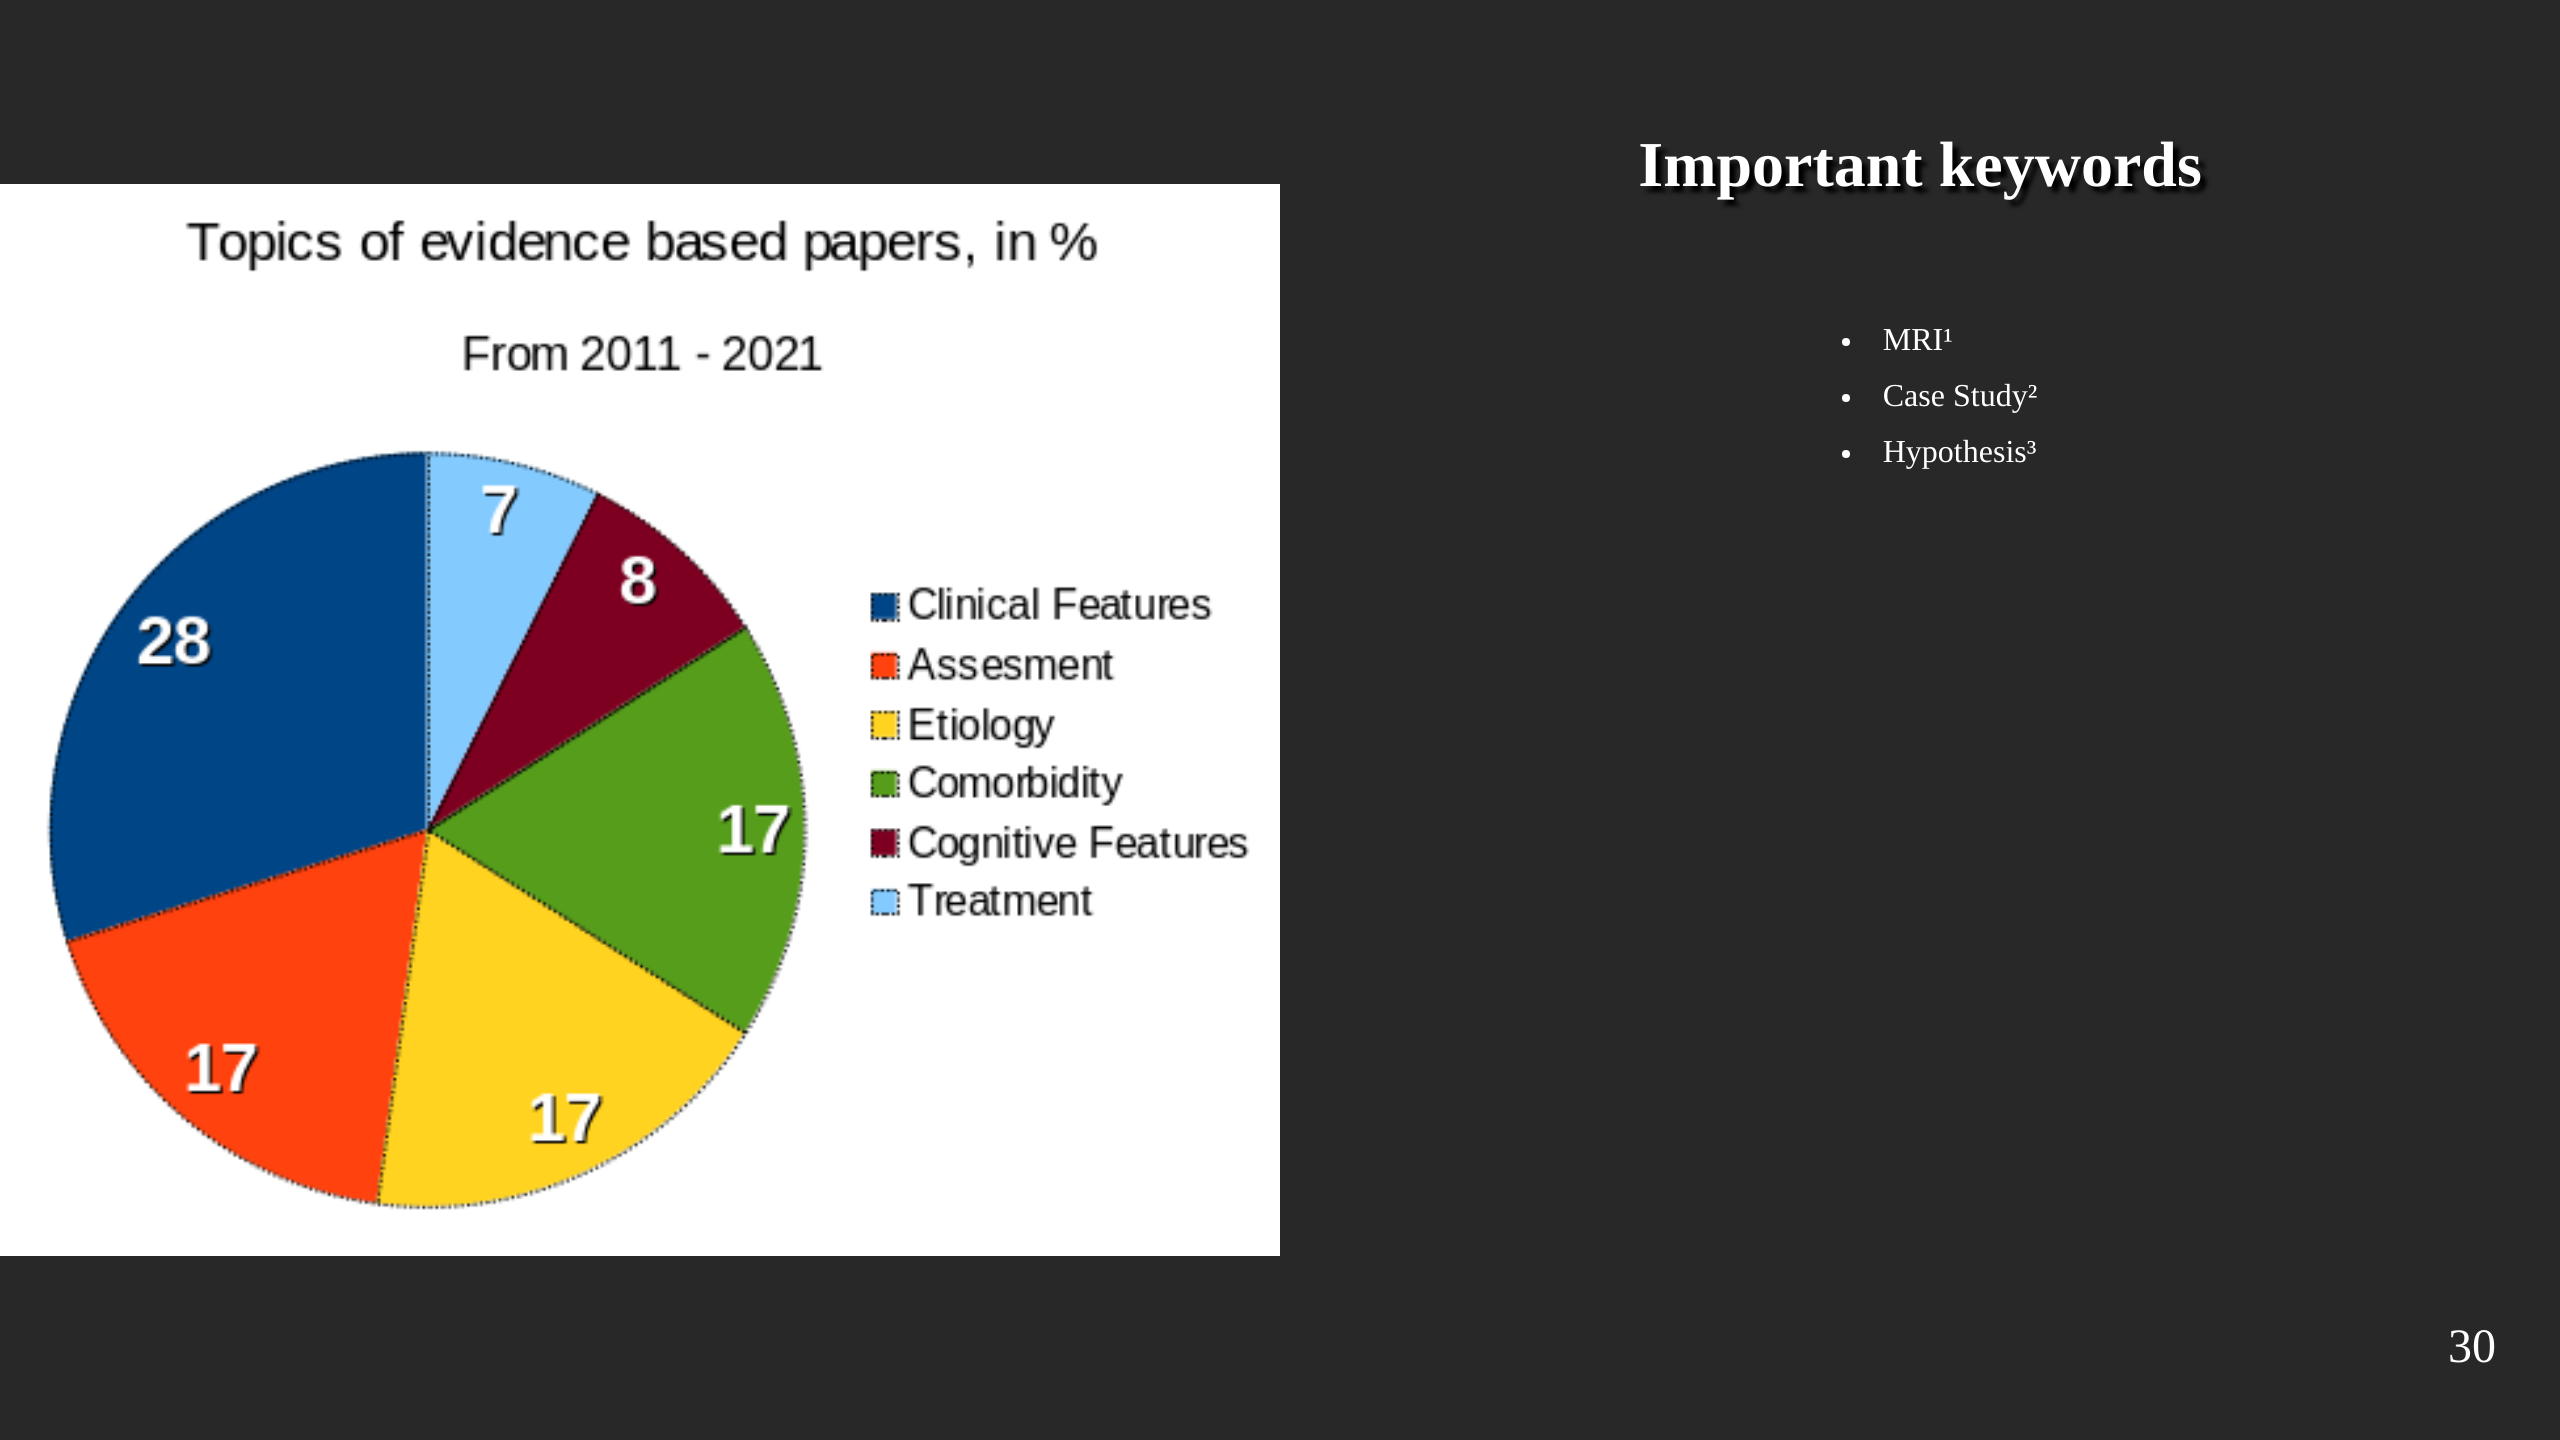 Topics of evidence based papers, in %
From 2011 - 2021
7
8
28
17
17
17
Clinical Features
Assesment
Etiology
Comorbidity
Cognitive Features
Treatment
Important keywords
• MRI¹
• Case Study²
• Hypothesis³
30